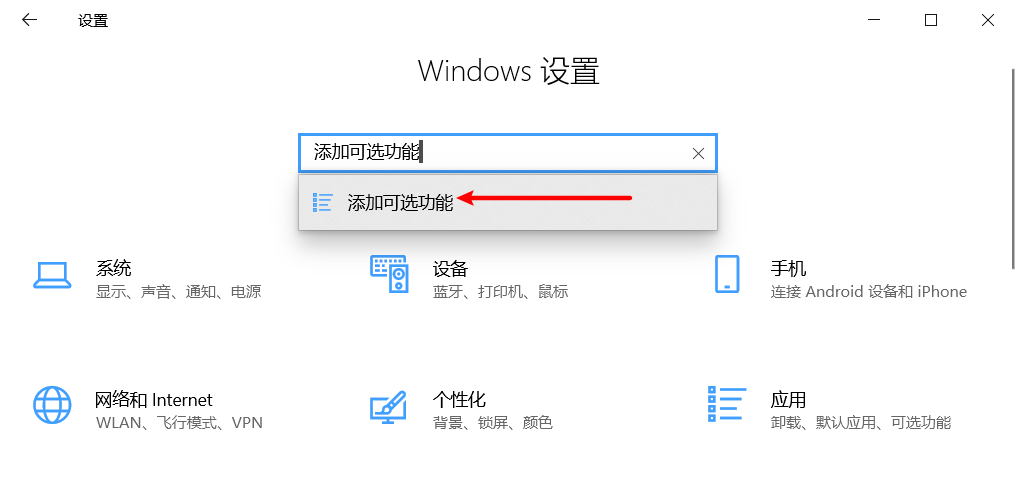 设置
Windows 设置
添加可选功能
添加可选功能
系统
显示、声音、通知、电源
设备
蓝牙、打印机、鼠标
手机
连接 Android 设备和 iPhone
网络和 Internet
WLAN、飞行模式、VPN
个性化
背景、锁屏、颜色
应用
卸载、默认应用、可选功能